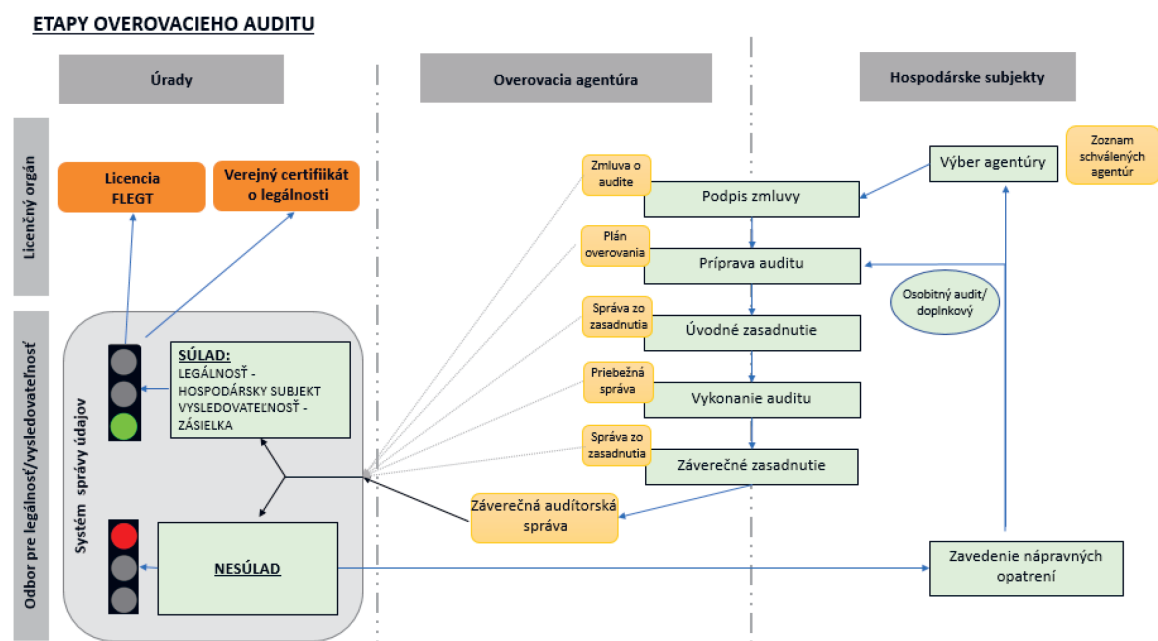 ETAPY OVEROVACIEHO AUDITU
Úrady
Overovacia agentúra
Hospodárske subjekty
Licenčný orgán
Licencia
FLEGT
Verejný certifiikát
o legálnosti
Zmluva o
audite
Podpis zmluvy
Výber agentúry
Zoznam
schválených
agentúr
Plán
overovania
Príprava auditu
Osobitný audit/
doplnkový
Odbor pre legálnosť/vysledovateľnosť
Systém správy údajov
SÚLAD:
LEGÁLNOSŤ -
HOSPODÁRSKY SUBJEKT
VYSLEDOVATEĽNOSŤ -
ZÁSIELKA
Správa zo
zasadnutia
Úvodné zasadnutie
Priebežná
správa
Vykonanie auditu
Správa zo
zasadnutia
Záverečné zasadnutie
Záverečná audítorská
správa
NESÚLAD
Zavedenie nápravných
opatrení